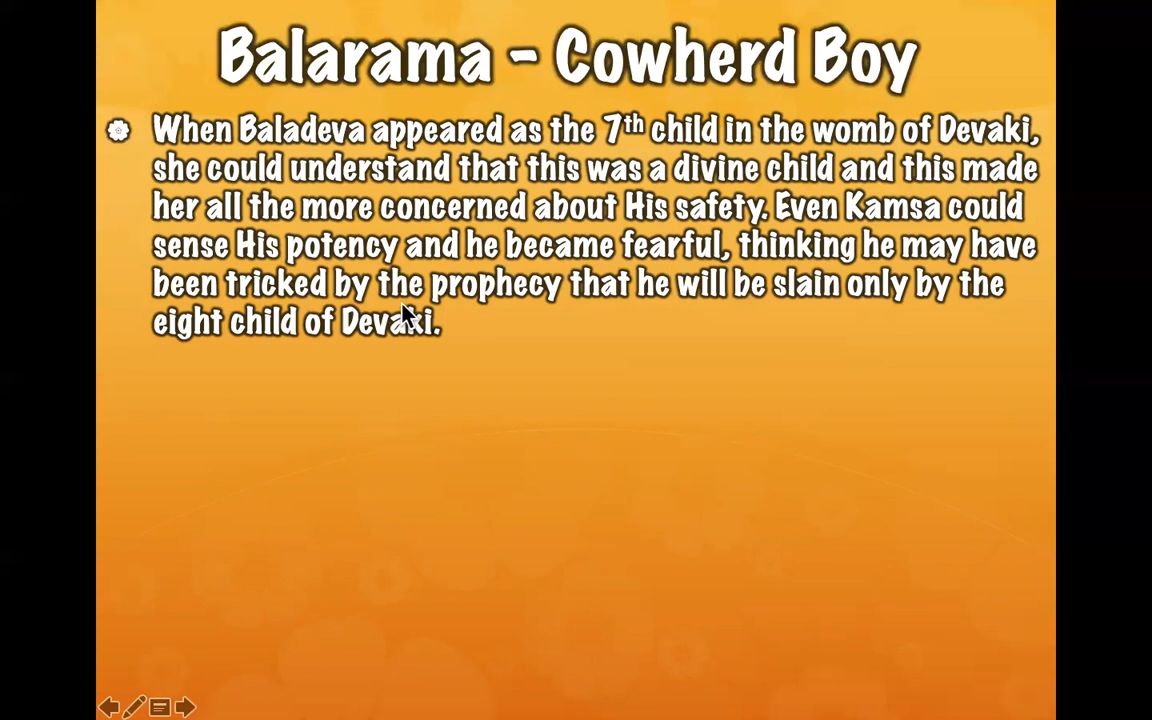 Balarama - Cowherd Boy
When Baladeva appeared as the 7th child in the womb of Devaki,
she could understand that this was a divine child and this made
her all the more concerned about His safety. Even Kamsa could
sense His potency and he became fearful, thinking he may have
been tricked by the prophecy that he will be slain only by the
eight child of Devaki.